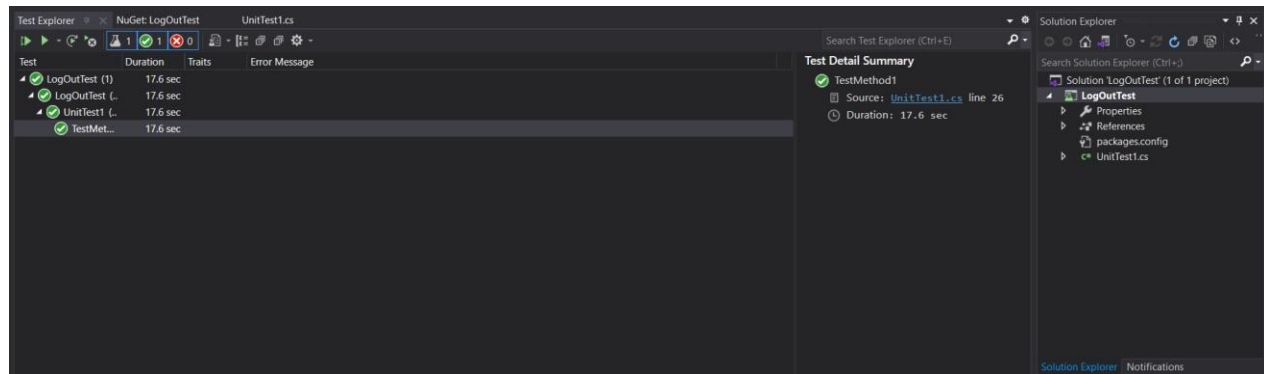 Test Explorer NuGet: LogOutTest UnitTest1.cs
1 1 0
Search Test Explorer (Ctrl+E)
Test Duration Traits Error Message
LogOutTest (1) 17.6 sec
LogOutTest (.. 17.6 sec
UnitTest1 (.. 17.6 sec
TestMet... 17.6 sec
Test Detail Summary
TestMethod1
Source: UnitTest1.cs line 26
Duration: 17.6 sec
Solution Explorer
Search Solution Explorer (Ctrl+;)
Solution 'LogOutTest' (1 of 1 project)
LogOutTest
Properties
References
packages.config
C# UnitTest1.cs
Solution Explorer Notifications